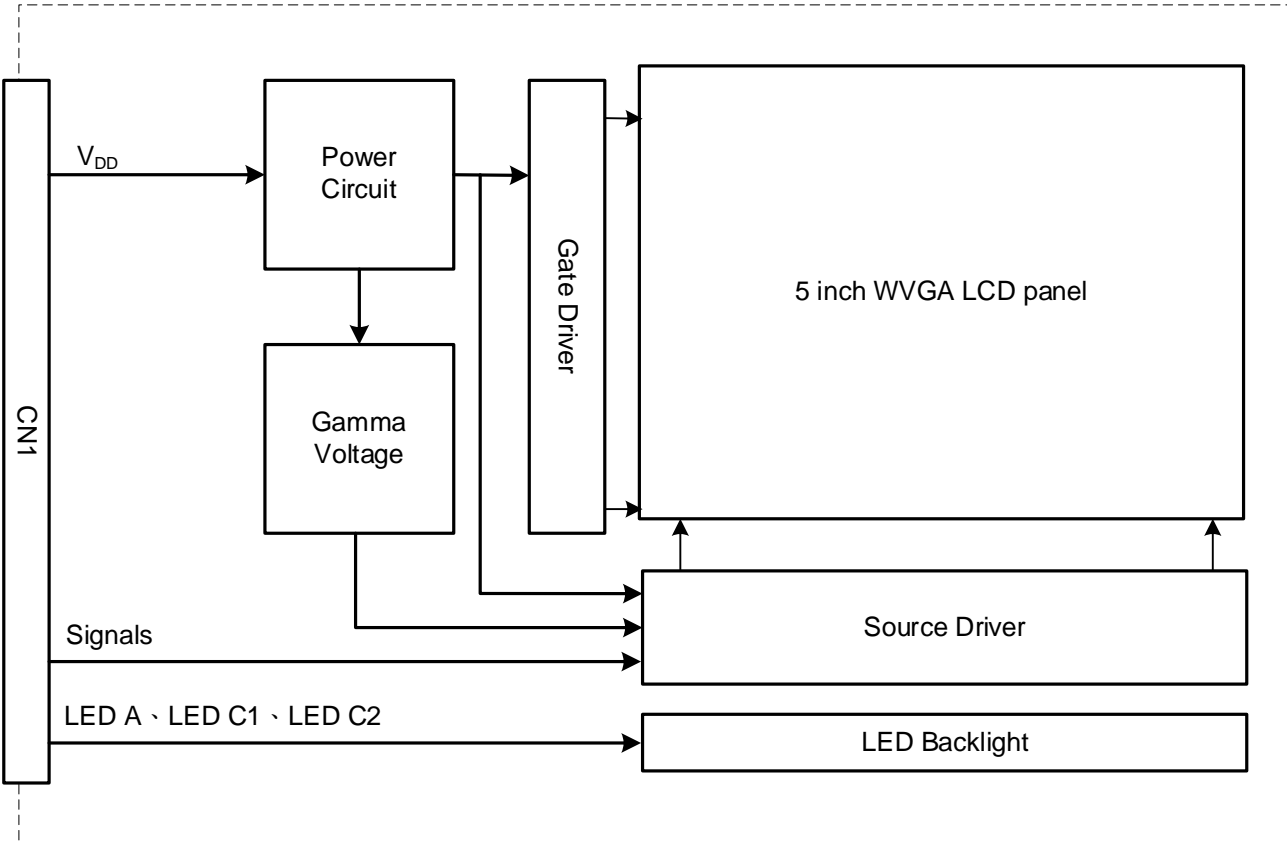 V_DD
Power
Circuit
Gate Driver
5 inch WVGA LCD panel
Gamma
Voltage
CN1
Signals
Source Driver
LED A、LED C1、LED C2
LED Backlight